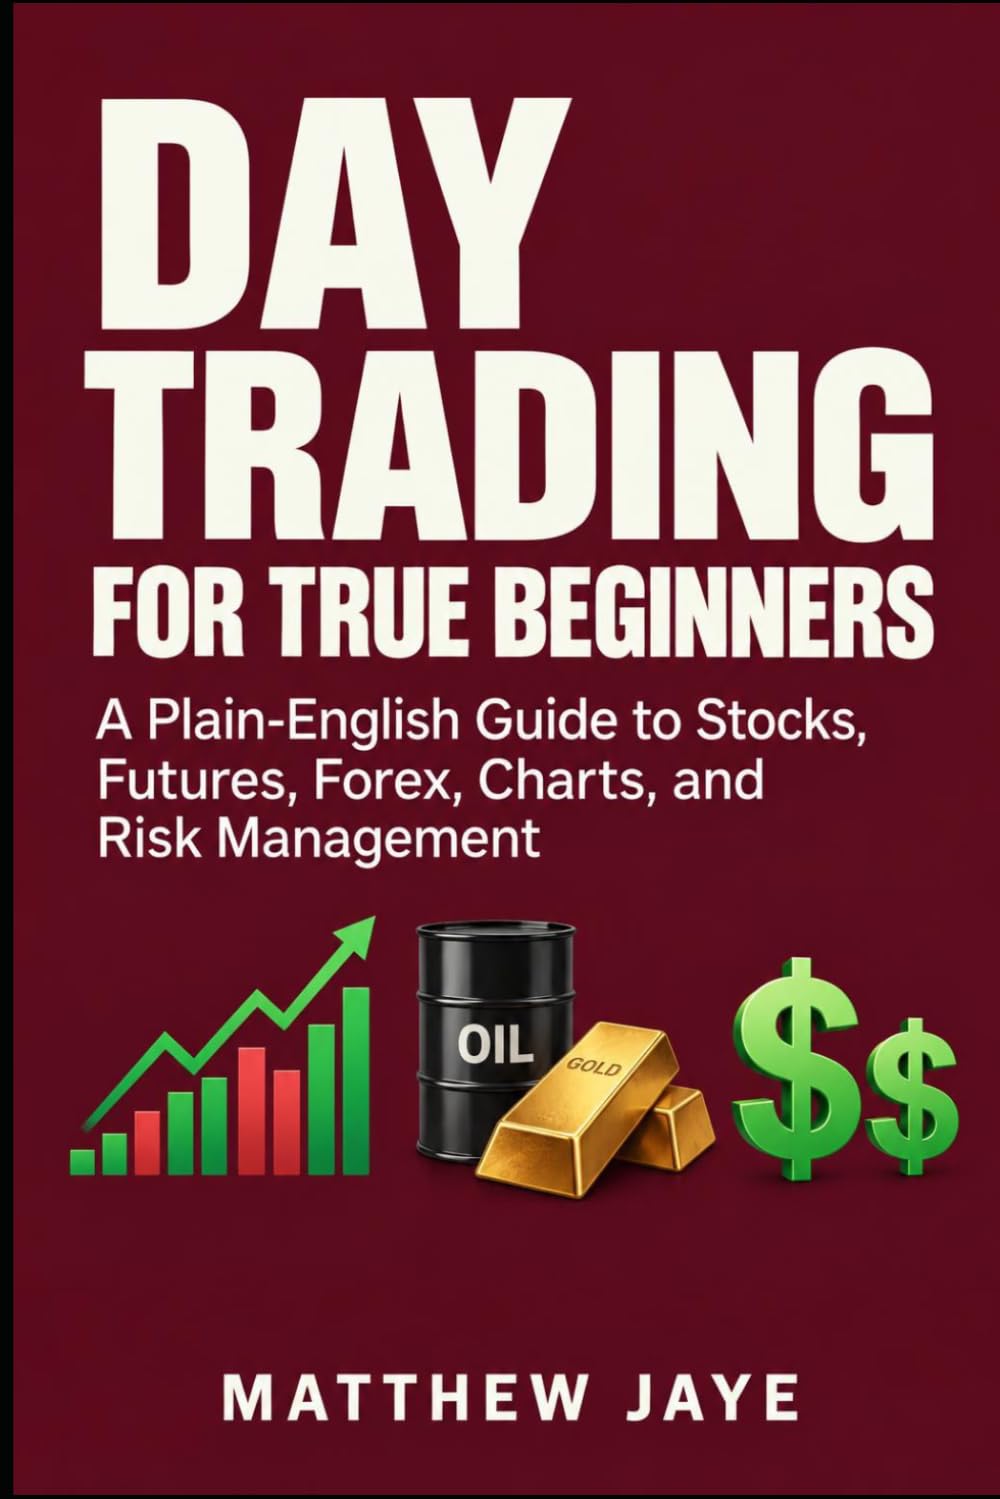 DAY
TRADING
FOR TRUE BEGINNERS
A Plain-English Guide to Stocks,
Futures, Forex, Charts, and
Risk Management
OIL
GOLD
$ $
MATTHEW JAYE